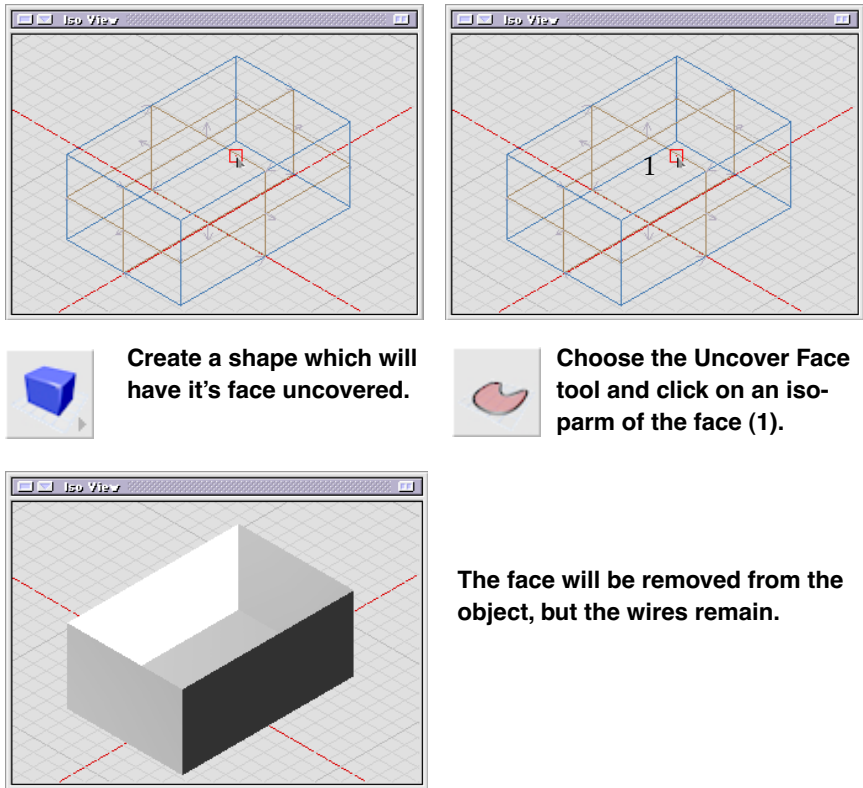 Iso View
Iso View
1
Create a shape which will
have it's face uncovered.
Choose the Uncover Face
tool and click on an iso-
parm of the face (1).
Iso View
The face will be removed from the
object, but the wires remain.